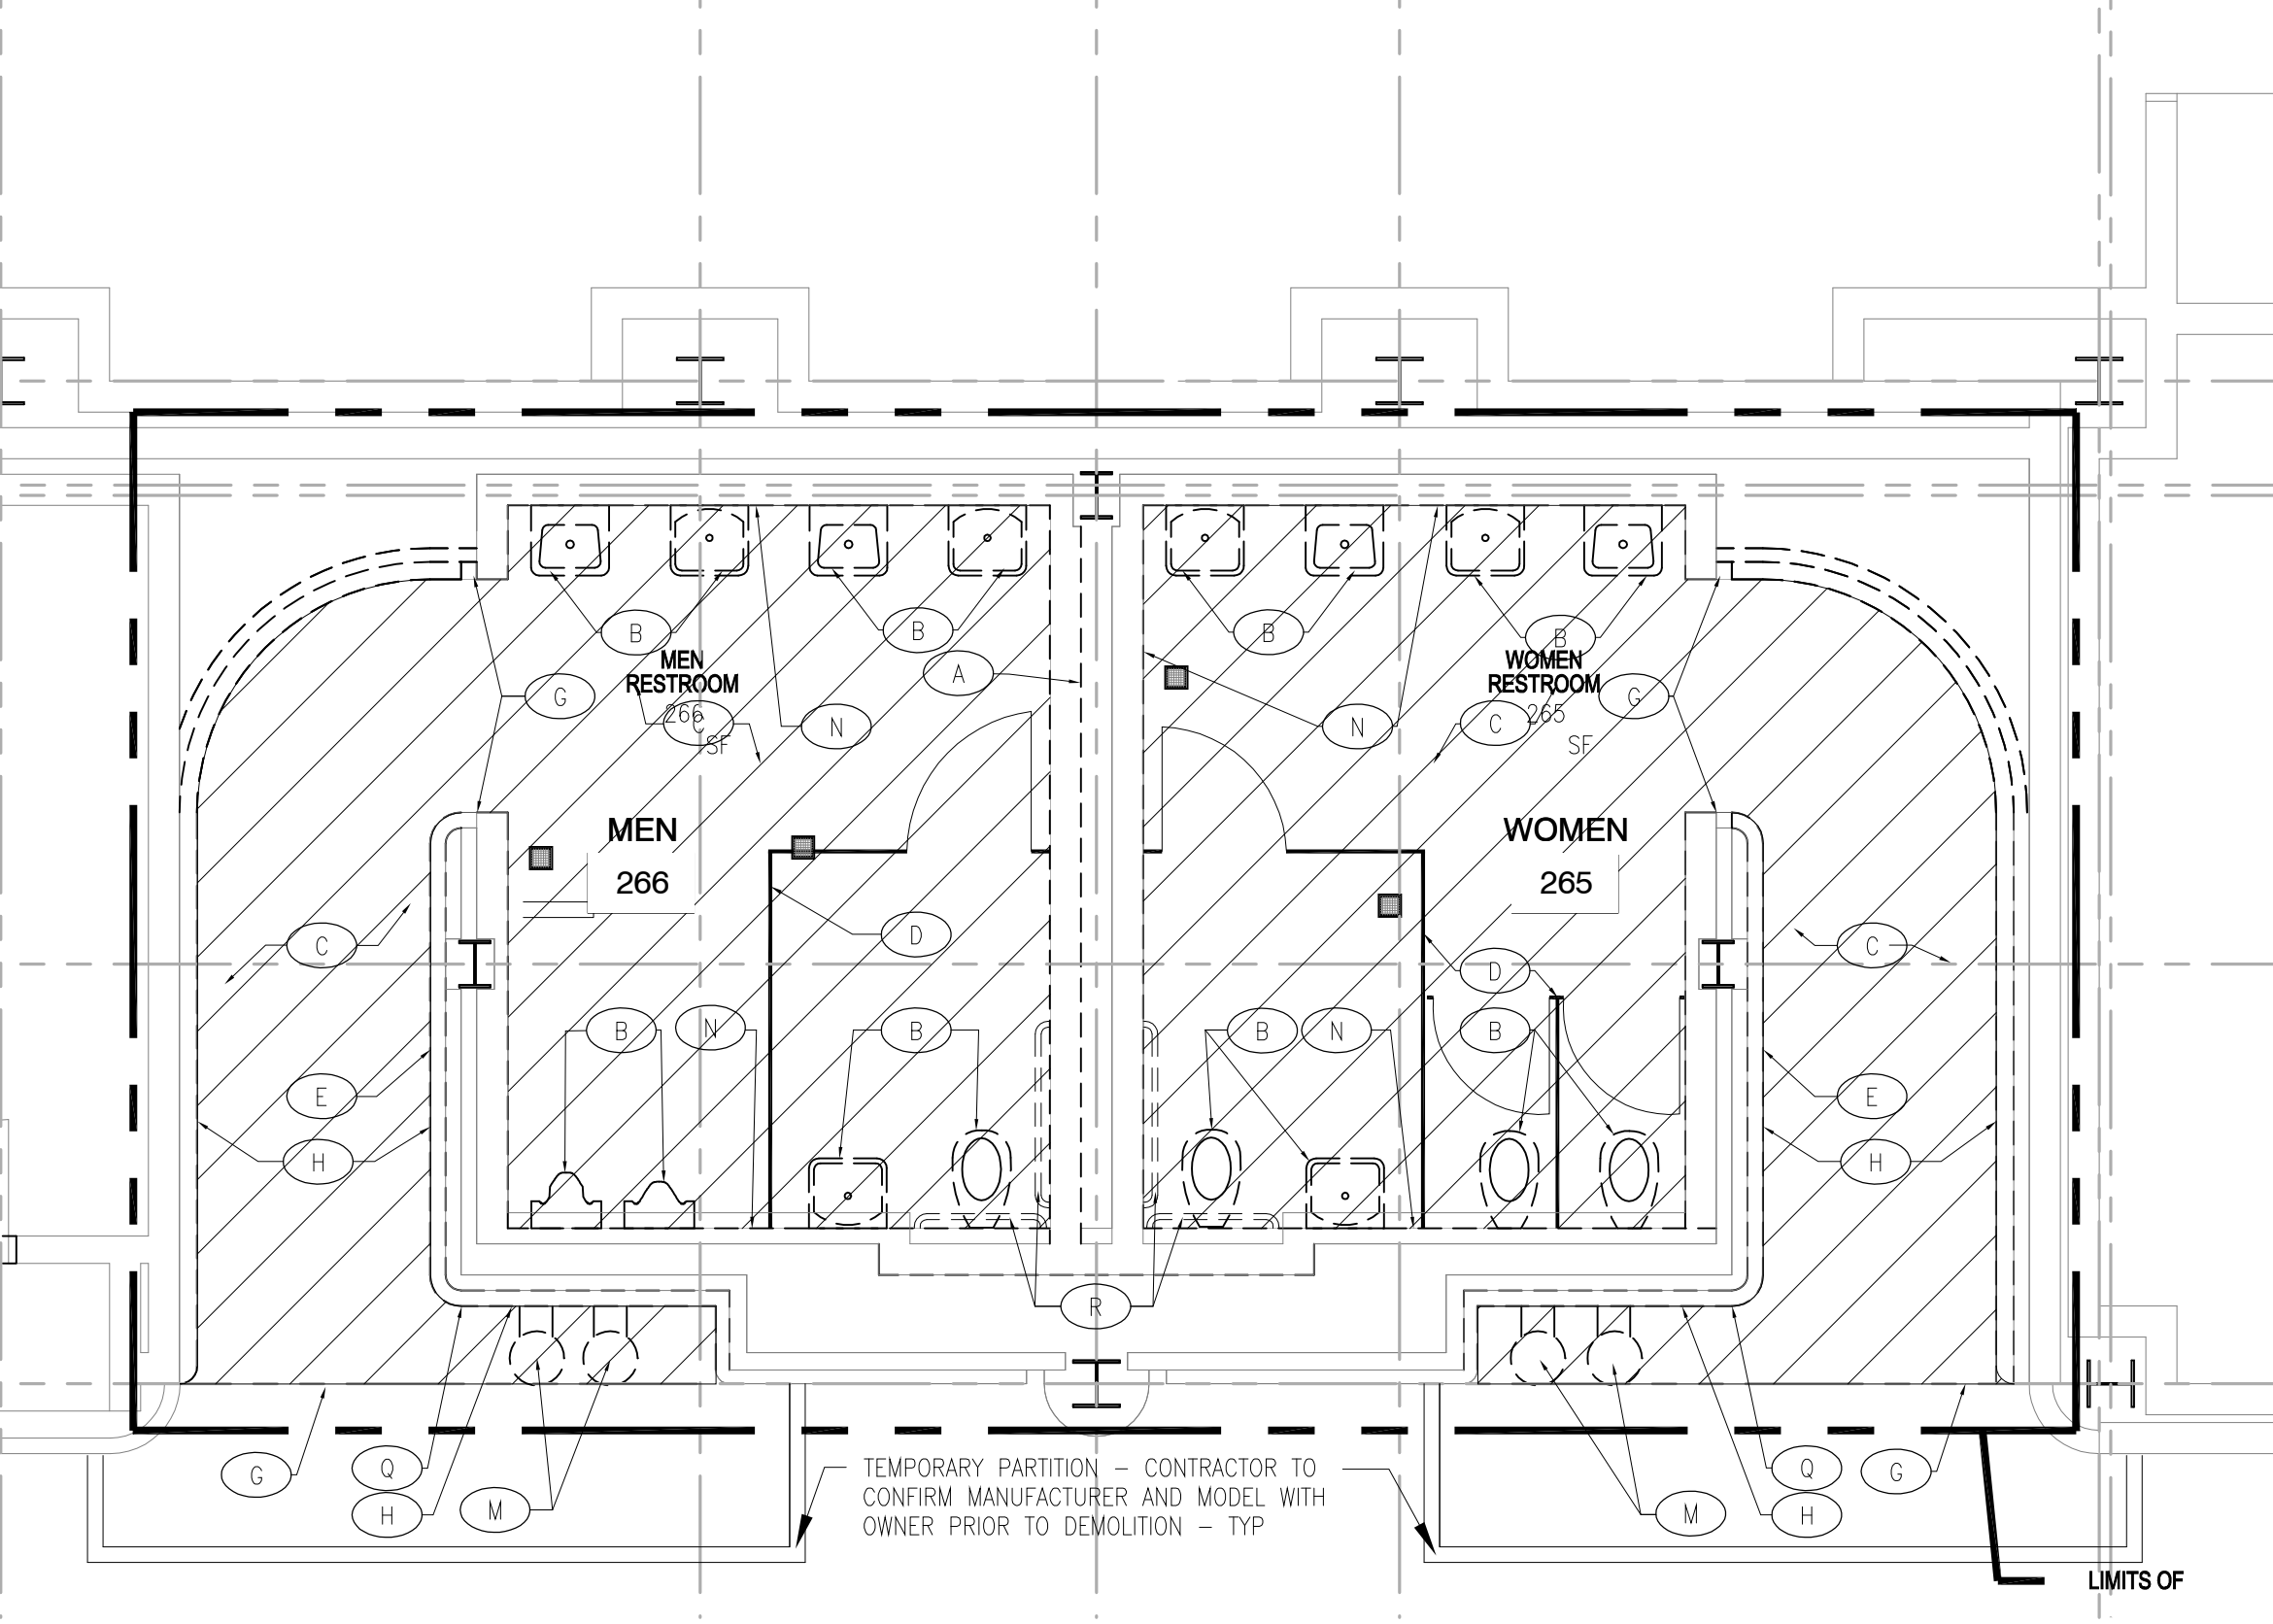 B
B
B
B
MEN
RESTROOM
266
SF
A
WOMEN
RESTROOM
265
SF
G
G
C
N
N
C
MEN
266
WOMEN
265
C
D
C
D
B
N
B
B
N
B
E
E
H
H
R
G
Q
H
M
TEMPORARY PARTITION – CONTRACTOR TO
CONFIRM MANUFACTURER AND MODEL WITH
OWNER PRIOR TO DEMOLITION – TYP
M
Q
H
G
LIMITS OF